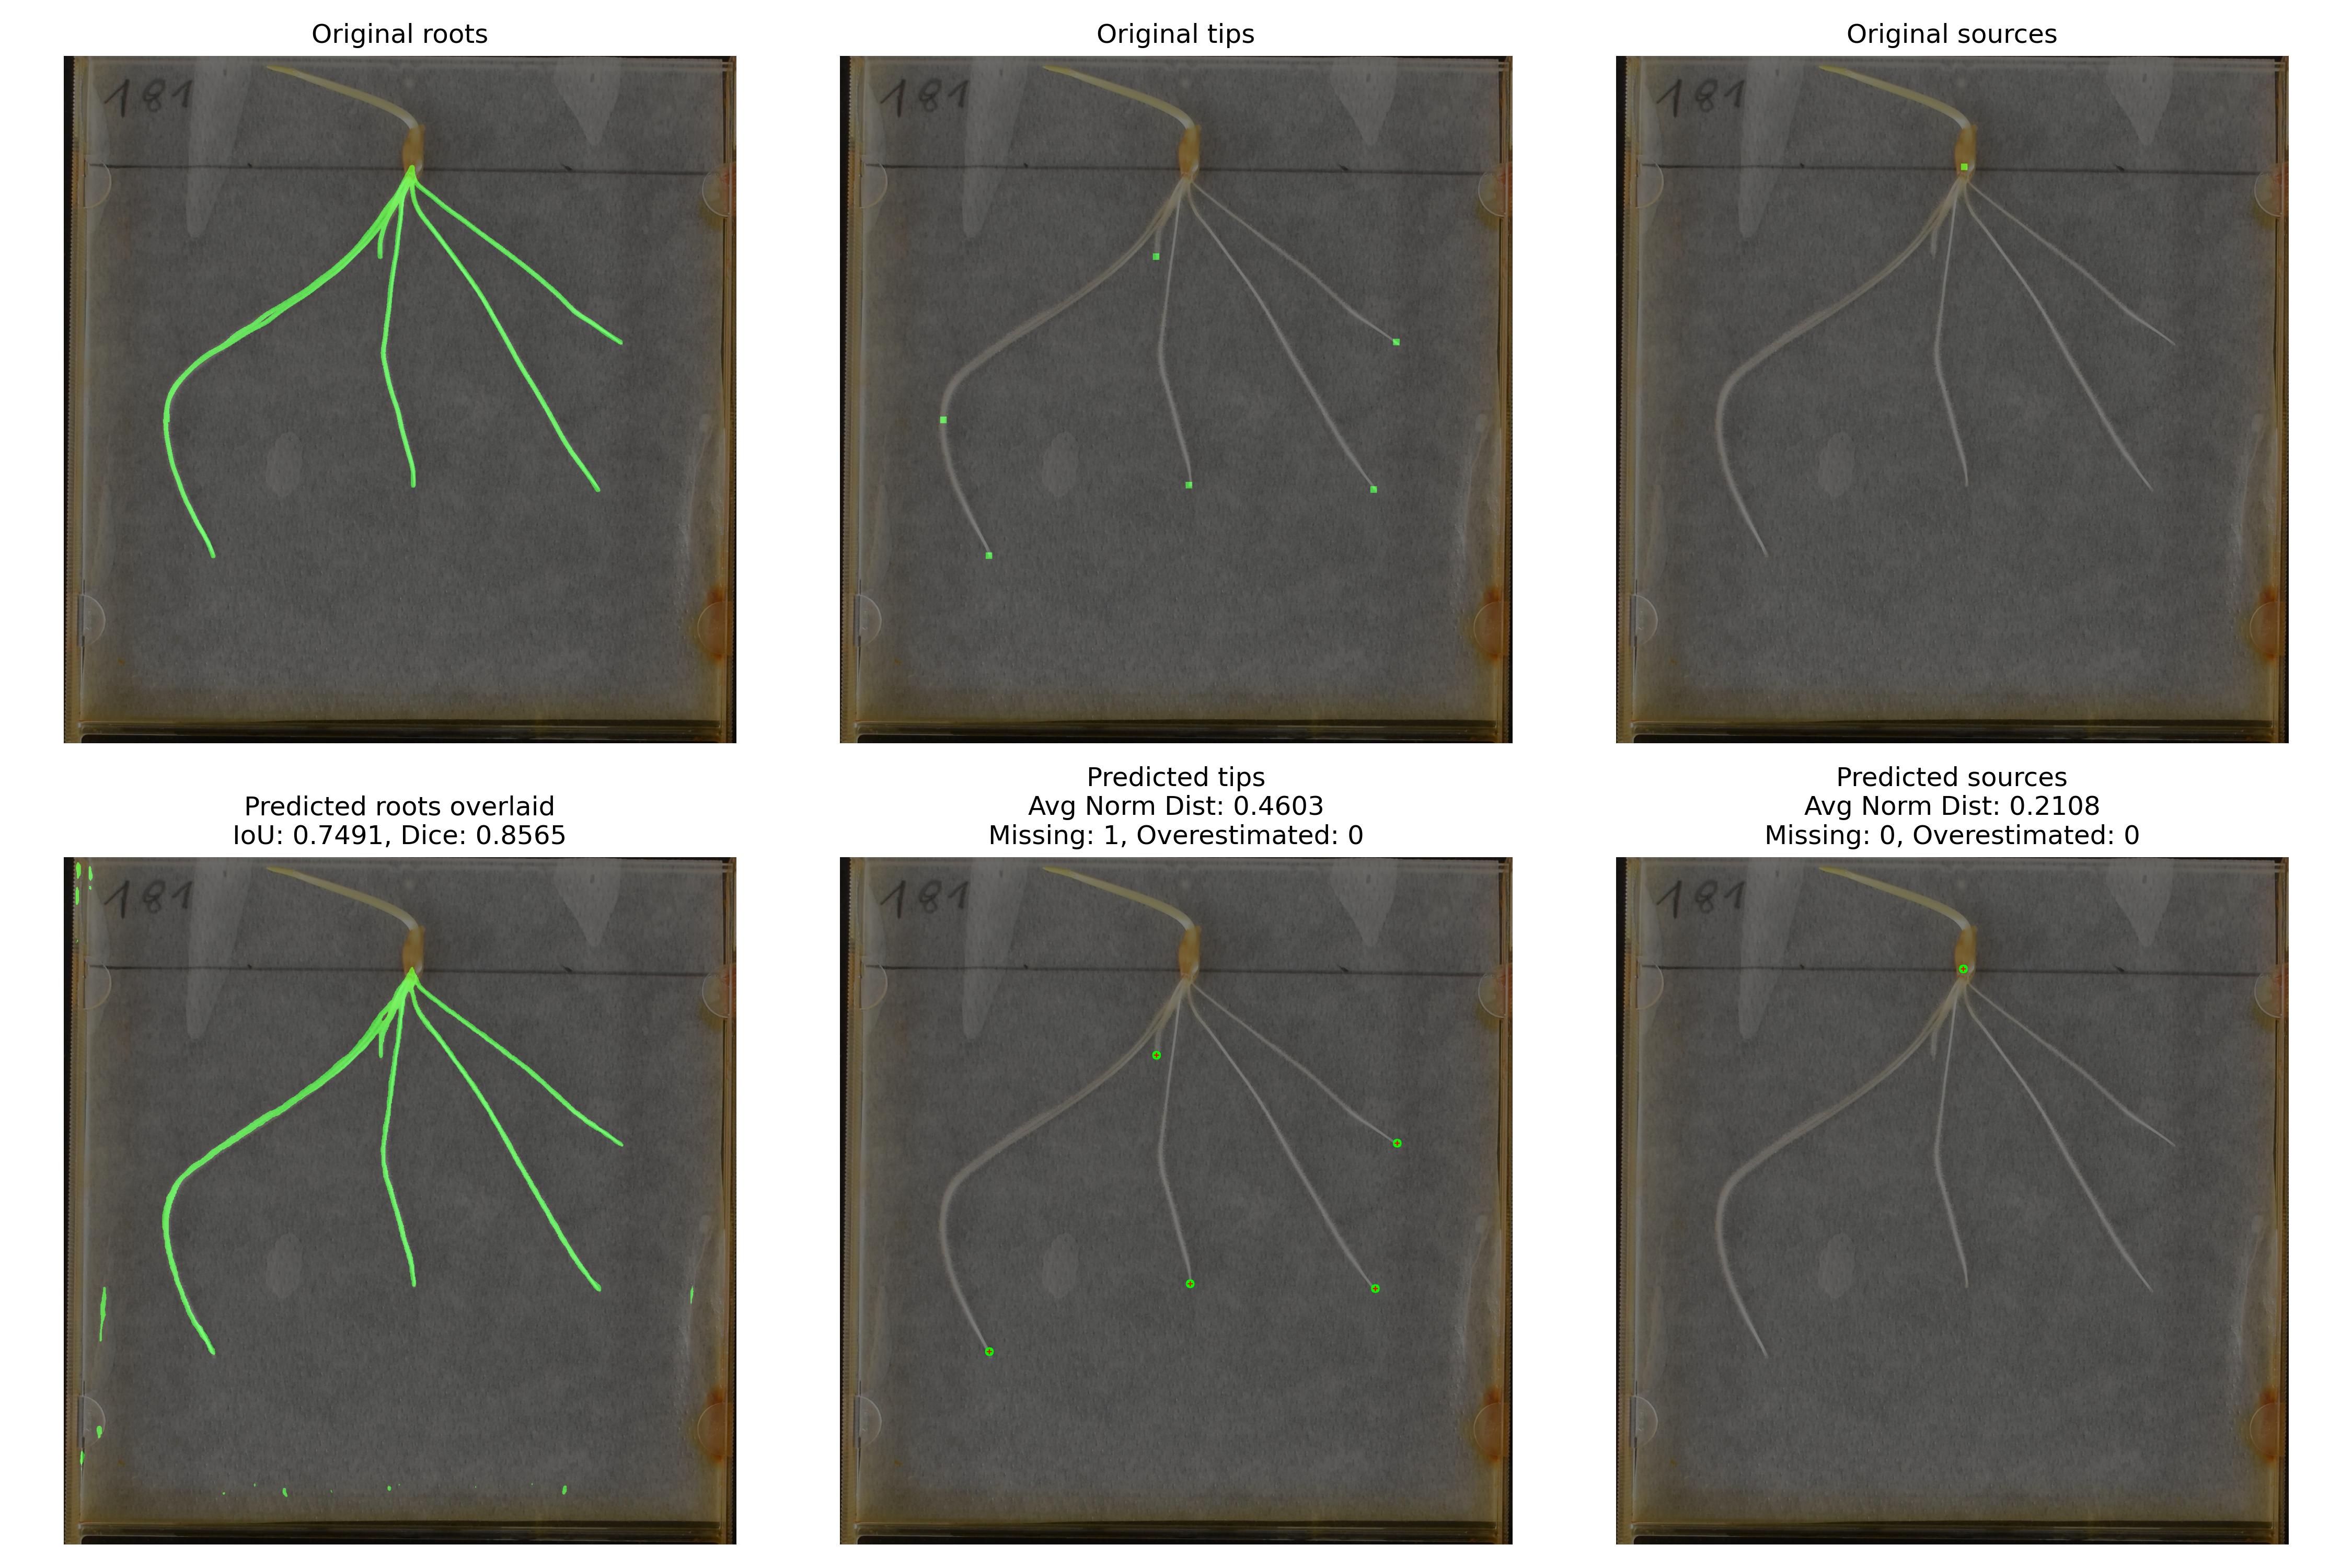 Original roots
Original tips
Original sources
181
181
181
Predicted roots overlaid
IoU: 0.7491, Dice: 0.8565
Predicted tips
Avg Norm Dist: 0.4603
Missing: 1, Overestimated: 0
Predicted sources
Avg Norm Dist: 0.2108
Missing: 0, Overestimated: 0
181
181
181